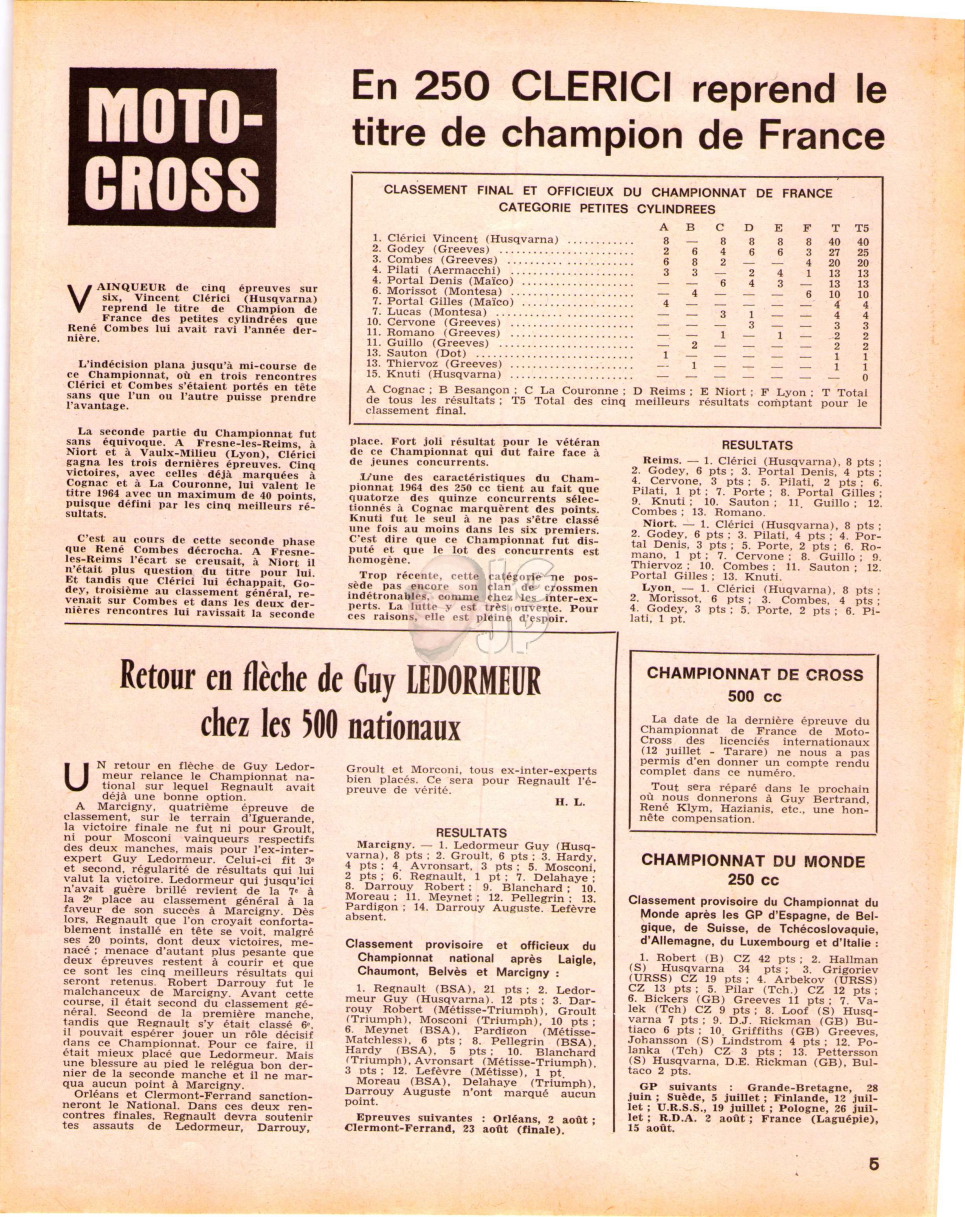 MOTO-
CROSS
En 250 CLERICI reprend le
titre de champion de France
CLASSEMENT FINAL ET OFFICIEUX DU CHAMPIONNAT DE FRANCE
CATEGORIE PETITES CYLINDREES
A B C D E F T T5
1. Clérici Vincent (Husqvarna) ............ 8 — 8 8 8 8 40 40
2. Godey (Greeves) ............ 2 6 4 6 6 3 27 25
3. Combes (Greeves) ............ 6 8 2 — — 4 20 20
4. Pilati (Aermacchi) ............ 3 3 — 2 4 1 13 13
4. Portal Denis (Maïco) ............ — — 6 4 3 — 13 13
6. Morissot (Montesa) ............ — 4 — — — 6 10 10
7. Portal Gilles (Maïco) ............ 4 — — — — — 4 4
7. Lucas (Montesa) ............ — — 3 1 — — 4 4
10. Cervone (Greeves) ............ — — — 3 — — 3 3
11. Romano (Greeves) ............ — — 1 — 1 — 2 2
11. Guillo (Greeves) ............ — 2 — — — — 2 2
13. Sauton (Dot) ............ 1 — — — — — 1 1
13. Thiervoz (Greeves) ............ — 1 — — — — 1 1
15. Knuti (Husqvarna) ............ — — — — — — — 0
A Cognac ; B Besançon ; C La Couronne ; D Reims ; E Niort ; F Lyon ; T Total
de tous les résultats ; T5 Total des cinq meilleurs résultats comptant pour le
classement final.
VAINQUEUR de cinq épreuves sur
six, Vincent Clérici (Husqvarna)
reprend le titre de Champion de
France des petites cylindrées que
René Combes lui avait ravi l'année der-
nière.
L'indécision plana jusqu'à mi-course de
ce Championnat, où en trois rencontres
Clérici et Combes s'étaient portés en tête
sans que l'un ou l'autre puisse prendre
l'avantage.
La seconde partie du Championnat fut
sans équivoque. A Fresne-les-Reims, à
Niort et à Vaulx-Milieu (Lyon), Clérici
gagna les trois dernières épreuves. Cinq
victoires, avec celles déjà marquées à
Cognac et à La Couronne, lui valent le
titre 1964 avec un maximum de 40 points,
puisque défini par les cinq meilleurs ré-
sultats.
C'est au cours de cette seconde phase
que René Combes décrocha. A Fresne-
les-Reims l'écart se creusait, à Niort il
n'était plus question du titre pour lui.
Et tandis que Clérici lui échappait, Go-
dey, troisième au classement général, re-
venait sur Combes et dans les deux der-
nières rencontres lui ravissait la seconde
place. Fort joli résultat pour le vétéran
de ce Championnat qui dut faire face à
de jeunes concurrents.
L'une des caractéristiques du Cham-
pionnat 1964 des 250 cc tient au fait que
quatorze des quinze concurrents sélec-
tionnés à Cognac marquèrent des points.
Knuti fut le seul à ne pas s'être classé
une fois au moins dans les six premiers.
C'est dire que ce Championnat fut dis-
puté et que le lot des concurrents est
homogène.
Trop récente, cette catégorie ne pos-
sède pas encore son clan de crossmen
indétronables, comme chez les inter-ex-
perts. La lutte y est très ouverte. Pour
ces raisons, elle est pleine d'espoir.
RESULTATS
Reims. — 1. Clérici (Husqvarna), 8 pts ;
2. Godey, 6 pts ; 3. Portal Denis, 4 pts ;
4. Cervone, 3 pts ; 5. Pilati, 2 pts ; 6.
Pilati, 1 pt ; 7. Porte ; 8. Portal Gilles ;
9. Knuti ; 10. Sauton ; 11. Guillo ; 12.
Combes ; 13. Romano.
Niort. — 1. Clérici (Husqvarna), 8 pts ;
2. Godey, 6 pts ; 3. Pilati, 4 pts ; 4. Por-
tal Denis, 3 pts ; 5. Porte, 2 pts ; 6. Ro-
mano, 1 pt ; 7. Cervone ; 8. Guillo ; 9.
Thiervoz ; 10. Combes ; 11. Sauton ; 12.
Portal Gilles ; 13. Knuti.
Lyon. — 1. Clérici (Huqvarna), 8 pts ;
2. Morissot, 6 pts ; 3. Combes, 4 pts ;
4. Godey, 3 pts ; 5. Porte, 2 pts ; 6. Pi-
lati, 1 pt.
Retour en flèche de Guy LEDORMEUR
chez les 500 nationaux
UN retour en flèche de Guy Ledor-
meur relance le Championnat na-
tional sur lequel Regnault avait
déjà une bonne option.
A Marcigny, quatrième épreuve de
classement, sur le terrain d'Iguerande,
la victoire finale ne fut ni pour Groult,
ni pour Mosconi vainqueurs respectifs
des deux manches, mais pour l'ex-inter-
expert Guy Ledormeur. Celui-ci fit 3e
et second, régularité de résultats qui lui
valut la victoire. Ledormeur qui jusqu'ici
n'avait guère brillé revient de la 7e à
la 2e place au classement général à la
faveur de son succès à Marcigny. Dès
lors, Regnault que l'on croyait conforta-
blement installé en tête se voit, malgré
ses 20 points, dont deux victoires, me-
nacé ; menace d'autant plus pesante que
deux épreuves restent à courir et que
ce sont les cinq meilleurs résultats qui
seront retenus. Robert Darrouy fut le
malchanceux de Marcigny. Avant cette
course, il était second du classement gé-
néral. Second de la première manche,
tandis que Regnault s'y était classé 6e,
il pouvait espérer jouer un rôle décisif
dans ce Championnat. Pour ce faire, il
était mieux placé que Ledormeur. Mais
une blessure au pied le relégua bon der-
nier de la seconde manche et il ne mar-
qua aucun point à Marcigny.
Orléans et Clermont-Ferrand sanction-
neront le National. Dans ces deux ren-
contres finales, Regnault devra soutenir
tes assauts de Ledormeur, Darrouy,
Groult et Morconi, tous ex-inter-experts
bien placés. Ce sera pour Regnault l'é-
preuve de vérité.
H. L.
RESULTATS
Marcigny. — 1. Ledormeur Guy (Husq-
varna), 8 pts ; 2. Groult, 6 pts ; 3. Hardy,
4 pts ; 4. Avronsart, 3 pts ; 5. Mosconi,
2 pts ; 6. Regnault, 1 pt ; 7. Delahaye ;
8. Darrouy Robert ; 9. Blanchard ; 10.
Moreau ; 11. Meynet ; 12. Pellegrin ; 13.
Pardigon ; 14. Darrouy Auguste. Lefèvre
absent.
Classement provisoire et officieux du
Championnat national après Laigle,
Chaumont, Belvès et Marcigny :
1. Regnault (BSA), 21 pts ; 2. Ledor-
meur Guy (Husqvarna). 12 pts ; 3. Dar-
rouy Robert (Métisse-Triumph), Groult
(Triumph), Mosconi (Triumph), 10 pts ;
6. Meynet (BSA), Pardigon (Métisse-
Matchless), 6 pts ; 8. Pellegrin (BSA),
Hardy (BSA), 5 pts ; 10. Blanchard
(Triumph), Avronsart (Métisse-Triumph),
3 pts ; 12. Lefèvre (Métisse), 1 pt.
Moreau (BSA), Delahaye (Triumph),
Darrouy Auguste n'ont marqué aucun
point.
Epreuves suivantes : Orléans, 2 août ;
Clermont-Ferrand, 23 août (finale).
CHAMPIONNAT DE CROSS
500 cc
La date de la dernière épreuve du
Championnat de France de Moto-
Cross des licenciés internationaux
(12 juillet - Tarare) ne nous a pas
permis d'en donner un compte rendu
complet dans ce numéro.
Tout sera réparé dans le prochain
où nous donnerons à Guy Bertrand,
René Klym, Hazianis, etc., une hon-
nête compensation.
CHAMPIONNAT DU MONDE
250 cc
Classement provisoire du Championnat du
Monde après les GP d'Espagne, de Bel-
gique, de Suisse, de Tchécoslovaquie,
d'Allemagne, du Luxembourg et d'Italie :
1. Robert (B) CZ 42 pts ; 2. Hallman
(S) Husqvarna 34 pts ; 3. Grigoriev
(URSS) CZ 19 pts ; 4. Arbekov (URSS)
CZ 13 pts ; 5. Pilar (Tch.) CZ 12 pts ;
6. Bickers (GB) Greeves 11 pts ; 7. Va-
lek (Tch) CZ 9 pts ; 8. Loof (S) Husq-
varna 7 pts ; 9. D.J. Rickman (GB) Bu-
tiaco 6 pts ; 10. Griffiths (GB) Greeves,
Johansson (S) Lindstrom 4 pts ; 12. Po-
lanka (Tch) CZ 3 pts ; 13. Pettersson
(S) Husqvarna, D.E. Rickman (GB), Bul-
taco 2 pts.
GP suivants : Grande-Bretagne, 28
juin ; Suède, 5 juillet ; Finlande, 12 juil-
let ; U.R.S.S., 19 juillet ; Pologne, 26 juil-
let ; R.D.A. 2 août ; France (Laguépie),
15 août.
5